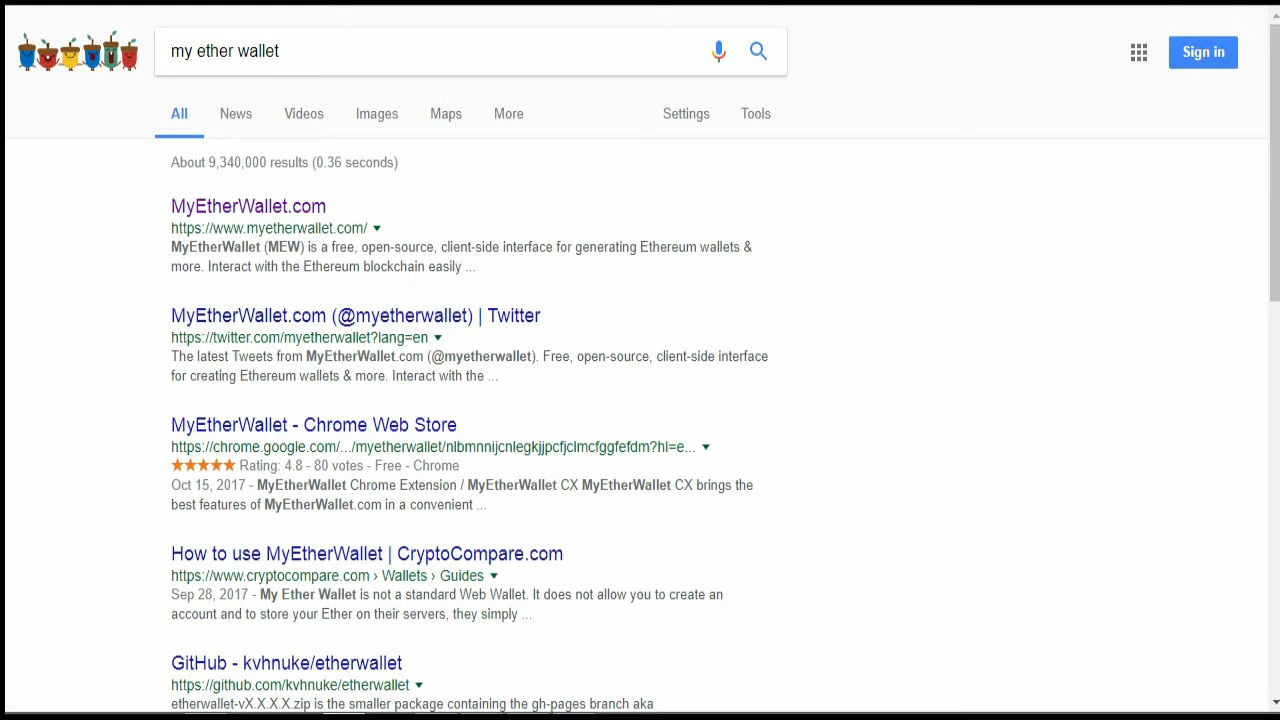 my ether wallet
Sign in
All News Videos Images Maps More Settings Tools
About 9,340,000 results (0.36 seconds)
MyEtherWallet.com
https://www.myetherwallet.com/
MyEtherWallet (MEW) is a free, open-source, client-side interface for generating Ethereum wallets &
more. Interact with the Ethereum blockchain easily ...
MyEtherWallet.com (@myetherwallet) | Twitter
https://twitter.com/myetherwallet?lang=en
The latest Tweets from MyEtherWallet.com (@myetherwallet). Free, open-source, client-side interface
for creating Ethereum wallets & more. Interact with the ...
MyEtherWallet - Chrome Web Store
https://chrome.google.com/.../myetherwallet/nlbmnnijcnlegkjjpcfjclmcfggfefdm?hl=e...
Rating: 4.8 - 80 votes - Free - Chrome
Oct 15, 2017 - MyEtherWallet Chrome Extension / MyEtherWallet CX MyEtherWallet CX brings the
best features of MyEtherWallet.com in a convenient ...
How to use MyEtherWallet | CryptoCompare.com
https://www.cryptocompare.com › Wallets › Guides
Sep 28, 2017 - My Ether Wallet is not a standard Web Wallet. It does not allow you to create an
account and to store your Ether on their servers, they simply ...
GitHub - kvhnuke/etherwallet
https://github.com/kvhnuke/etherwallet
etherwallet-vX.X.X.X.zip is the smaller package containing the gh-pages branch aka